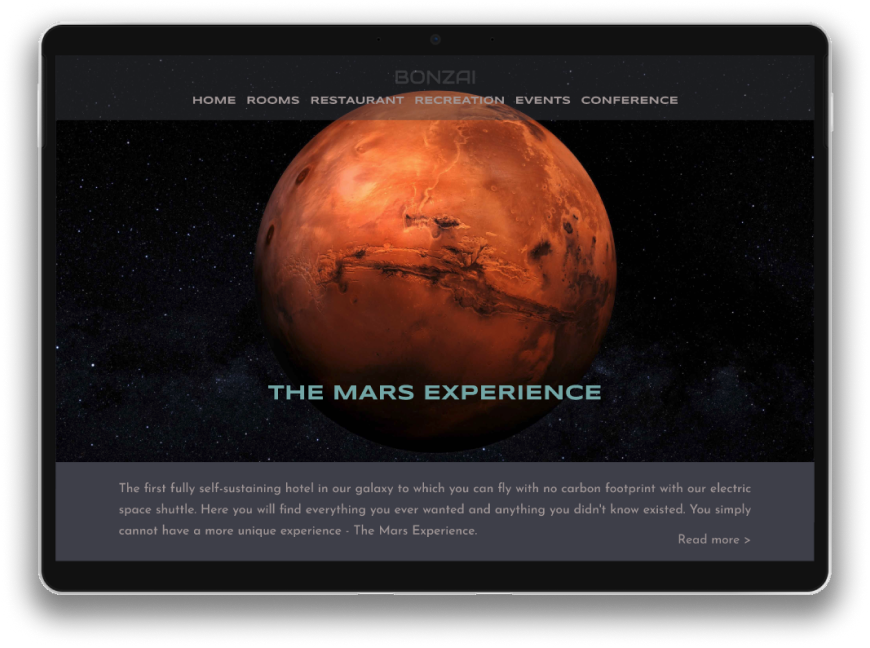 BONZAI
HOME ROOMS RESTAURANT RECREATION EVENTS CONFERENCE
THE MARS EXPERIENCE
The first fully self-sustaining hotel in our galaxy to which you can fly with no carbon footprint with our electric
space shuttle. Here you will find everything you ever wanted and anything you didn't know existed. You simply
cannot have a more unique experience - The Mars Experience.
Read more >